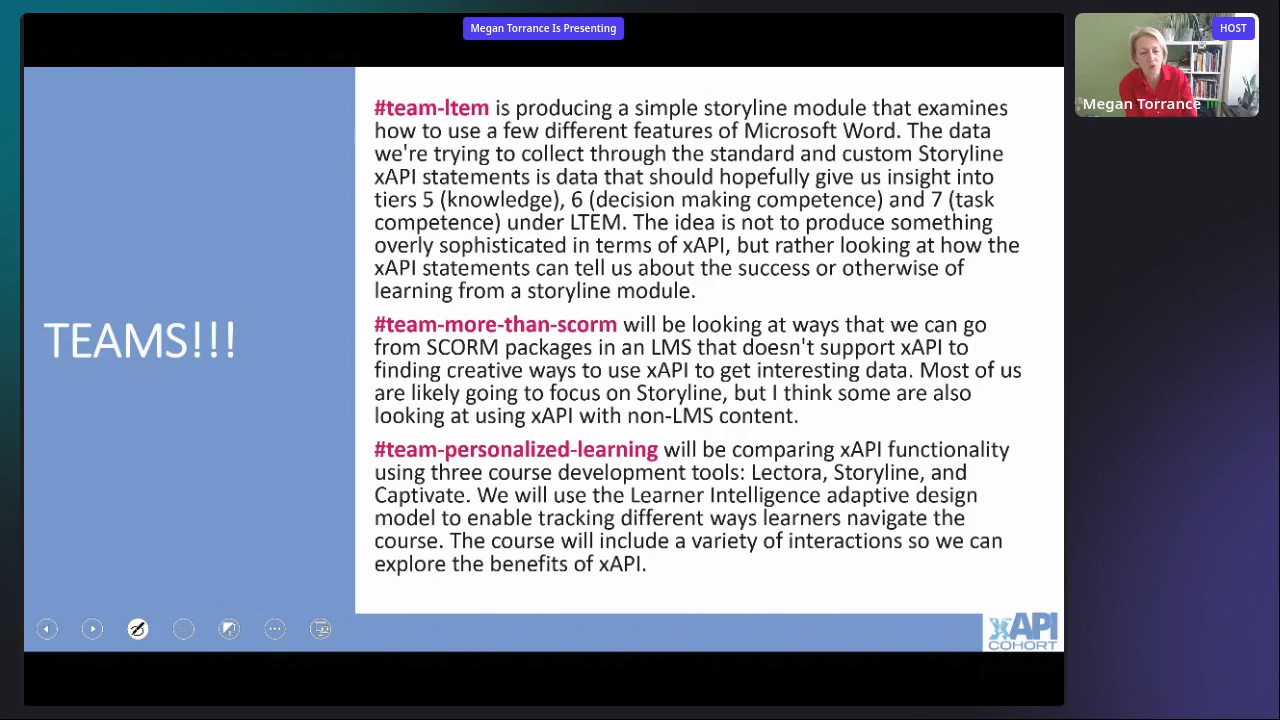 Megan Torrance Is Presenting
HOST
Megan Torrance
TEAMS!!!
#team-ltem is producing a simple storyline module that examines
how to use a few different features of Microsoft Word. The data
we're trying to collect through the standard and custom Storyline
xAPI statements is data that should hopefully give us insight into
tiers 5 (knowledge), 6 (decision making competence) and 7 (task
competence) under LTEM. The idea is not to produce something
overly sophisticated in terms of xAPI, but rather looking at how the
xAPI statements can tell us about the success or otherwise of
learning from a storyline module.
#team-more-than-scorm will be looking at ways that we can go
from SCORM packages in an LMS that doesn't support xAPI to
finding creative ways to use xAPI to get interesting data. Most of us
are likely going to focus on Storyline, but I think some are also
looking at using xAPI with non-LMS content.
#team-personalized-learning will be comparing xAPI functionality
using three course development tools: Lectora, Storyline, and
Captivate. We will use the Learner Intelligence adaptive design
model to enable tracking different ways learners navigate the
course. The course will include a variety of interactions so we can
explore the benefits of xAPI.
xAPI
COHORT